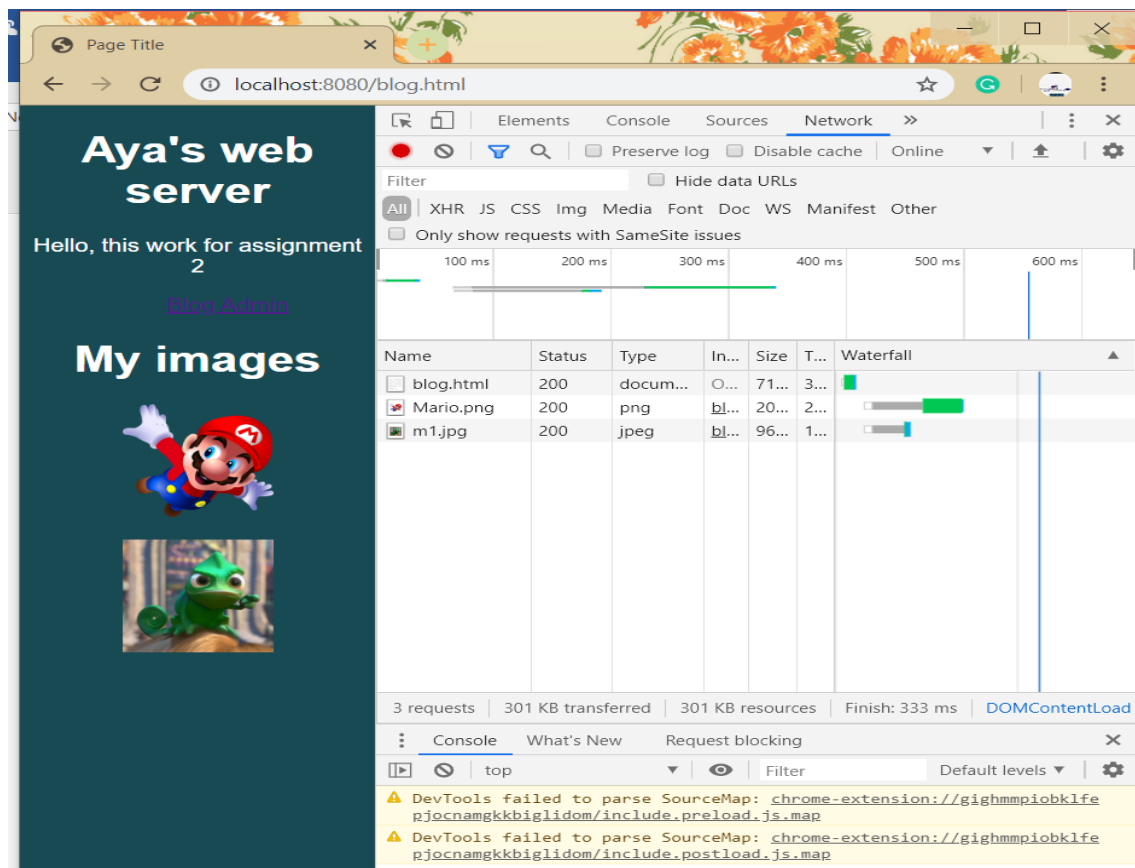 Page Title
localhost:8080/blog.html
Aya's web
server
Hello, this work for assignment
2
Blog Admin
My images
Elements Console Sources Network
Preserve log Disable cache Online
Filter Hide data URLs
All XHR JS CSS Img Media Font Doc WS Manifest Other
Only show requests with SameSite issues
100 ms 200 ms 300 ms 400 ms 500 ms 600 ms
Name Status Type In... Size T... Waterfall
blog.html 200 docum... O... 71... 3...
Mario.png 200 png bl... 20... 2...
m1.jpg 200 jpeg bl... 96... 1...
3 requests 301 KB transferred 301 KB resources Finish: 333 ms DOMContentLoad
Console What's New Request blocking
top Filter Default levels
DevTools failed to parse SourceMap: chrome-extension://gighmmpiobklfe
pjocnamgkkbiglidom/include.preload.js.map
DevTools failed to parse SourceMap: chrome-extension://gighmmpiobklfe
pjocnamgkkbiglidom/include.postload.js.map